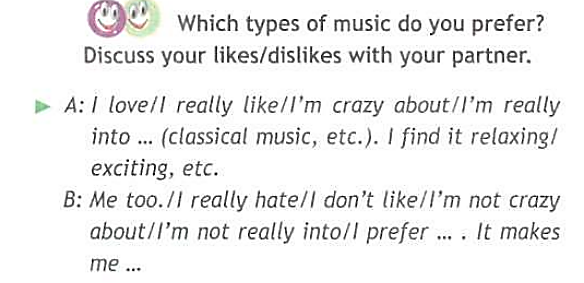 Which types of music do you prefer?
Discuss your likes/dislikes with your partner.
A: I love/I really like/I'm crazy about/I'm really
into ... (classical music, etc.). I find it relaxing/
exciting, etc.
B: Me too./I really hate/I don't like/I'm not crazy
about/I'm not really into/I prefer ... . It makes
me ...